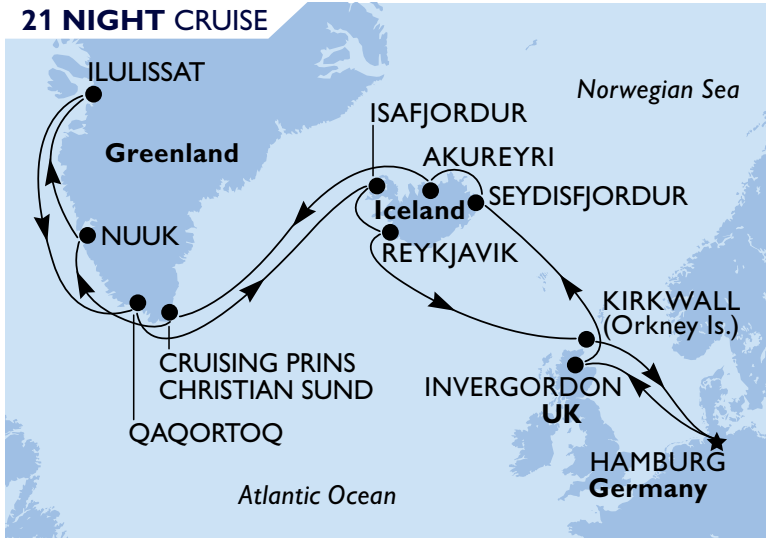 21 NIGHT CRUISE
ILULISSAT
Norwegian Sea
ISAFJORDUR
Greenland
AKUREYRI
SEYDISFJORDUR
Iceland
NUUK
REYKJAVIK
KIRKWALL
(Orkney Is.)
CRUISING PRINS
CHRISTIAN SUND
INVERGORDON
UK
QAQORTOQ
HAMBURG
Germany
Atlantic Ocean